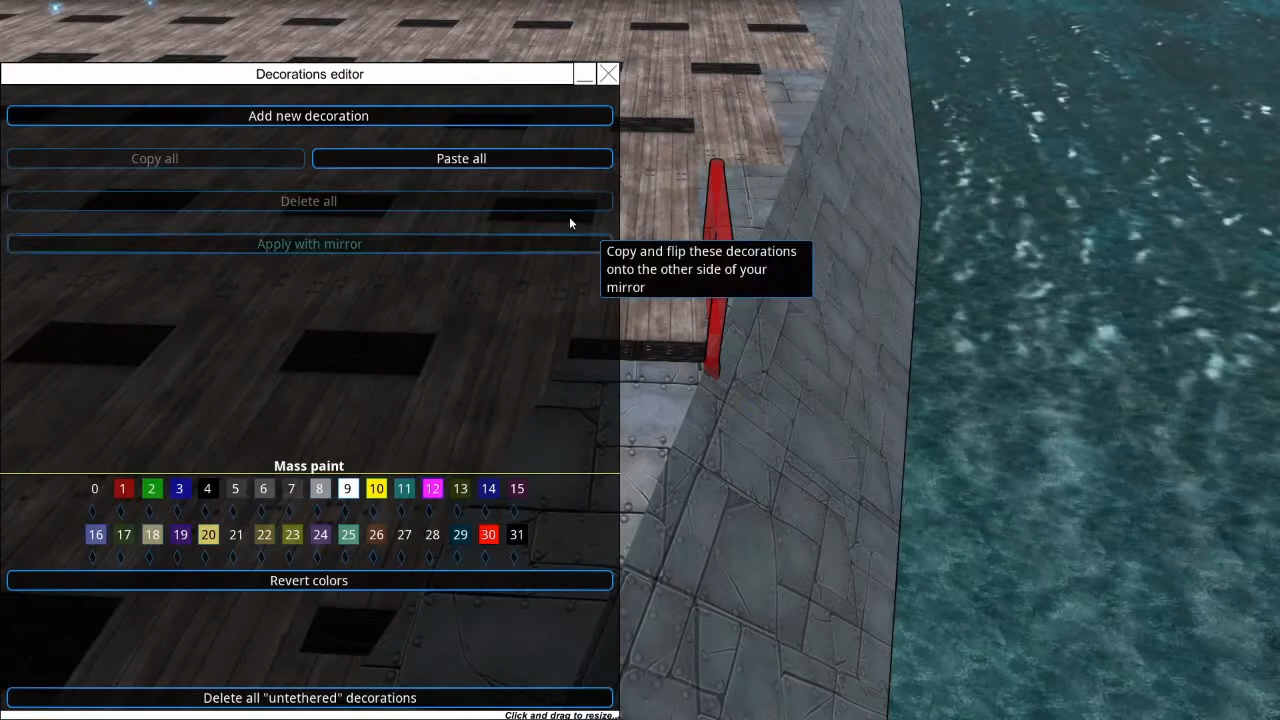 Decorations editor
Add new decoration
Copy all
Paste all
Delete all
Apply with mirror
Copy and flip these decorations
onto the other side of your
mirror
Mass paint
0 1 2 3 4 5 6 7 8 9 10 11 12 13 14 15
16 17 18 19 20 21 22 23 24 25 26 27 28 29 30 31
Revert colors
Delete all "untethered" decorations
Click and drag to resize..